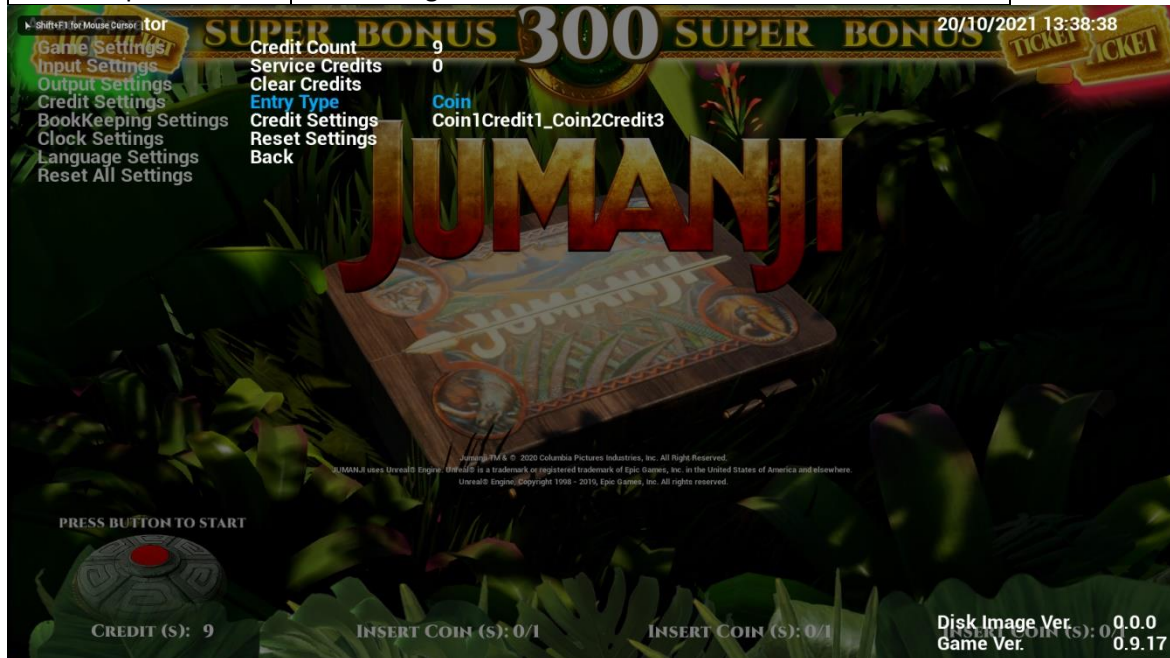 Shift+F1 for Mouse Cursor
tor
SUPER BONUS 300 SUPER BONUS
20/10/2021 13:38:38
TICKET
TICKET
Game Settings
Input Settings
Output Settings
Credit Settings
BookKeeping Settings
Clock Settings
Language Settings
Reset All Settings
Credit Count 9
Service Credits 0
Clear Credits
Entry Type Coin
Credit Settings Coin1Credit1_Coin2Credit3
Reset Settings
Back
JUMANJI
JUMANJI
Jumanji TM & © 2020 Columbia Pictures Industries, Inc. All Right Reserved.
JUMANJI uses Unreal® Engine. Unreal® is a trademark or registered trademark of Epic Games, Inc. in the United States of America and elsewhere.
Unreal® Engine, Copyright 1998 - 2019, Epic Games, Inc. All rights reserved.
PRESS BUTTON TO START
CREDIT (S): 9
INSERT COIN (S): 0/1
INSERT COIN (S): 0/1
INSERT COIN (S): 0/1
Disk Image Ver. 0.0.0
Game Ver. 0.9.17